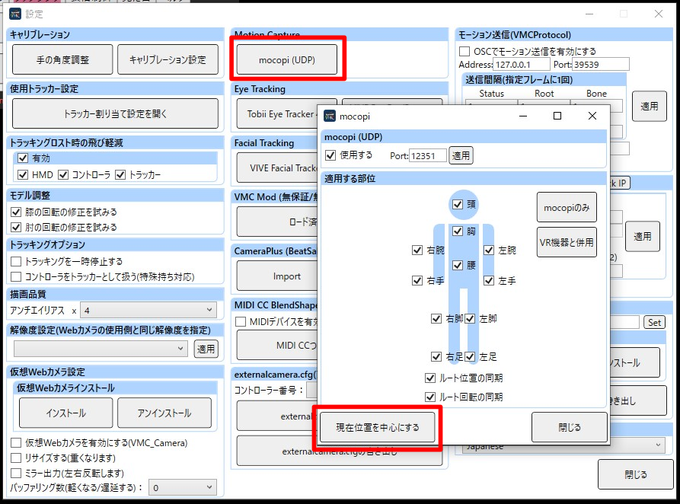 設定
キャリブレーション
手の角度調整
キャリブレーション設定
使用トラッカー設定
トラッカー割り当て設定を開く
トラッキングロスト時の飛び軽減
有効
HMD
コントローラ
トラッカー
モデル調整
膝の回転の修正を試みる
肘の回転の修正を試みる
トラッキングオプション
トラッキングを一時停止する
コントローラをトラッカーとして扱う(特殊持ち対応)
描画品質
アンチエイリアス x 4
解像度設定(Webカメラの使用側と同じ解像度を指定)
適用
仮想Webカメラ設定
仮想Webカメラインストール
インストール
アンインストール
仮想Webカメラを有効にする(VMC_Camera)
リサイズする(重くなります)
ミラー出力(左右反転します)
バッファリング数(軽くなる/遅延する): 0
Motion Capture
mocopi (UDP)
Eye Tracking
Tobii Eye Tracker
Facial Tracking
VIVE Facial Tracke
VMC Mod (無保証/無
ロード済
CameraPlus (BeatSa
Import
MIDI CC BlendShape
MIDIデバイスを有効
MIDI CCつ
externalcamera.cfg(
コントローラー番号:
external
externalcamera.cfgの書き出し
モーション送信(VMCProtocol)
OSCでモーション送信を有効にする
Address: 127.0.0.1 Port: 39539
送信間隔(指定フレームに1回)
Status Root Bone
適用
IP
適用
Set
ストール
き出し
Japanese
閉じる
mocopi
mocopi (UDP)
使用する
Port: 12351
適用
適用する部位
頭
胸
右腕
左腕
腰
右手
左手
右脚
左脚
右足
左足
mocopiのみ
VR機器と併用
ルート位置の同期
ルート回転の同期
現在位置を中心にする
閉じる